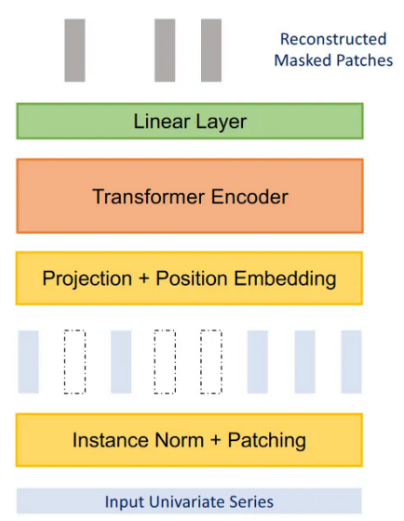 Reconstructed
Masked Patches
Linear Layer
Transformer Encoder
Projection + Position Embedding
Instance Norm + Patching
Input Univariate Series